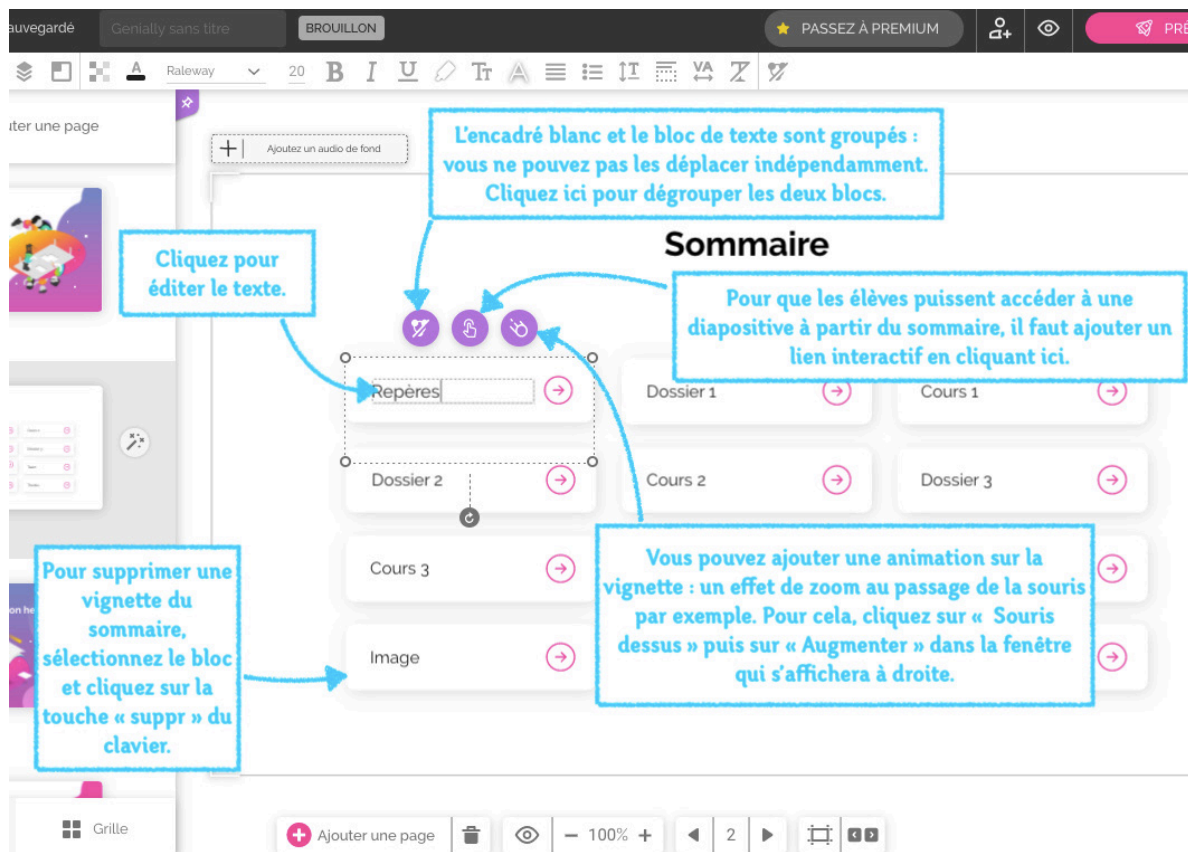 auvegardé
Genially sans titre
BROUILLON
PASSEZ À PREMIUM
PRÉ
Raleway
20
uter une page
Ajoutez un audio de fond
L'encadré blanc et le bloc de texte sont groupés :
vous ne pouvez pas les déplacer indépendamment.
Cliquez ici pour dégrouper les deux blocs.
Sommaire
Cliquez pour
éditer le texte.
Pour que les élèves puissent accéder à une
diapositive à partir du sommaire, il faut ajouter un
lien interactif en cliquant ici.
Repères
Dossier 1
Cours 1
Dossier 2
Cours 2
Dossier 3
Cours 3
Image
Pour supprimer une
vignette du
sommaire,
sélectionnez le bloc
et cliquez sur la
touche « suppr » du
clavier.
on he
Vous pouvez ajouter une animation sur la
vignette : un effet de zoom au passage de la souris
par exemple. Pour cela, cliquez sur « Souris
dessus » puis sur « Augmenter » dans la fenêtre
qui s'affichera à droite.
Grille
Ajouter une page
100%
2